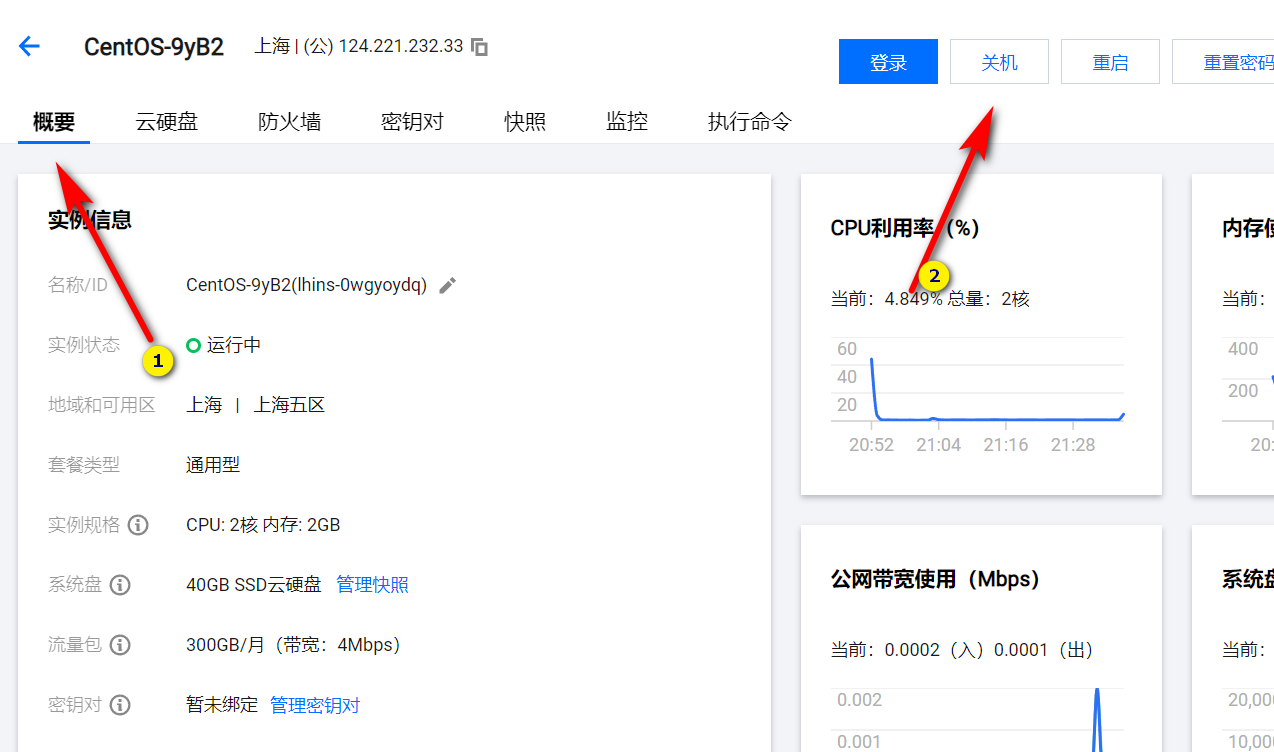 CentOS-9yB2 上海 | (公) 124.221.232.33
登录 关机 重启 重置密码
概要 云硬盘 防火墙 密钥对 快照 监控 执行命令
实例信息
名称/ID CentOS-9yB2(lhins-0wgyoydq)
实例状态 运行中
1
地域和可用区 上海 | 上海五区
套餐类型 通用型
实例规格 CPU: 2核 内存: 2GB
系统盘 40GB SSD云硬盘 管理快照
流量包 300GB/月（带宽：4Mbps）
密钥对 暂未绑定 管理密钥对
CPU利用率（%）
2
当前：4.849% 总量：2核
60
40
20
20:52 21:04 21:16 21:28
内存
当前：
400
200
20:
公网带宽使用（Mbps）
当前：0.0002（入）0.0001（出）
0.002
0.001
系统盘
当前：
20,00
10,00